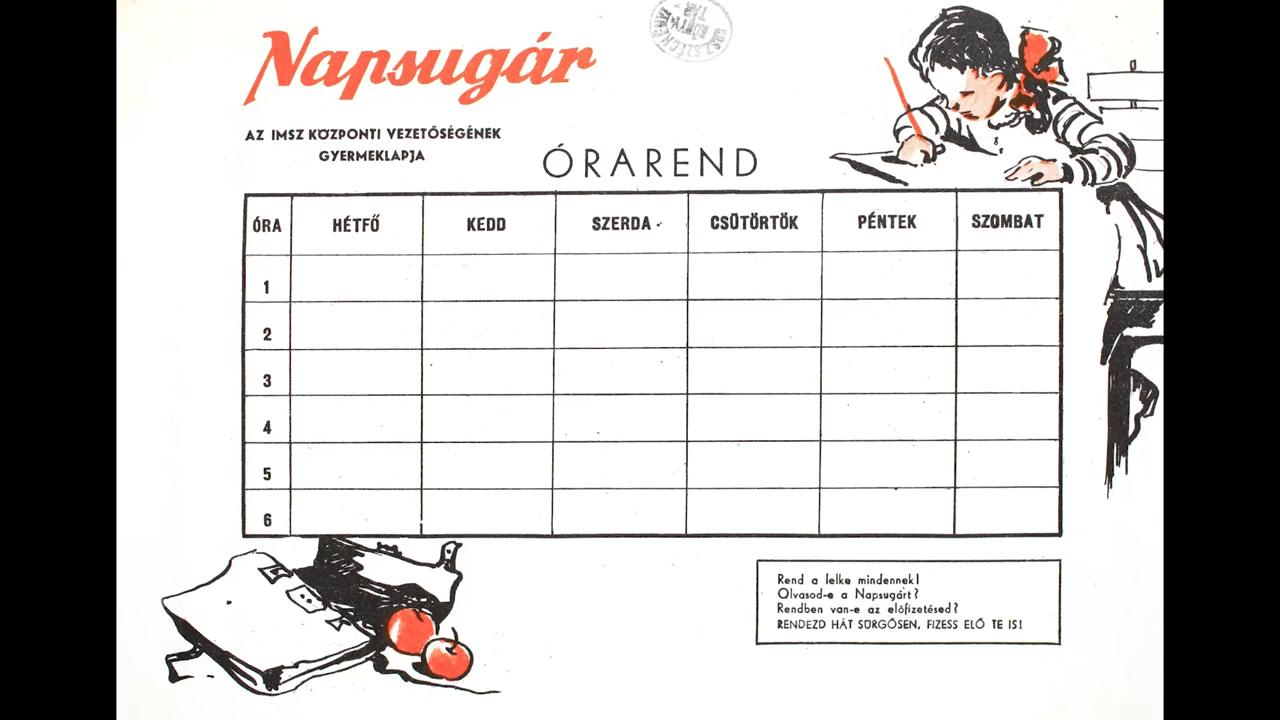 Napsugár
AZ IMSZ KÖZPONTI VEZETŐSÉGÉNEK
GYERMEKLAPJA
ÓRAREND
ÓRA HÉTFŐ KEDD SZERDA CSÜTÖRTÖK PÉNTEK SZOMBAT
1
2
3
4
5
6
Rend a lelke mindennek!
Olvasod-e a Napsugárt?
Rendben van-e az előfizetésed?
RENDEZD HÁT SÜRGŐSEN, FIZESS ELŐ TE IS!